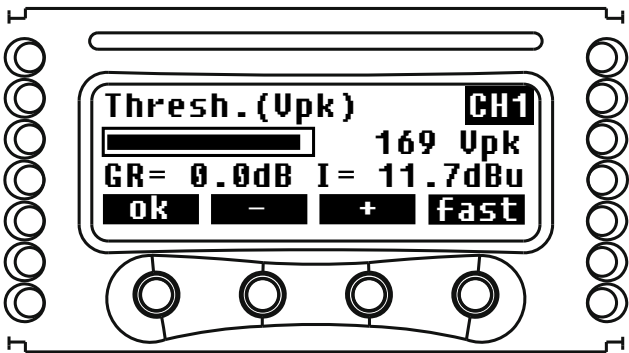 Thresh.(Vpk) CH1
169 Vpk
GR= 0.0dB I= 11.7dBu
ok - + fast